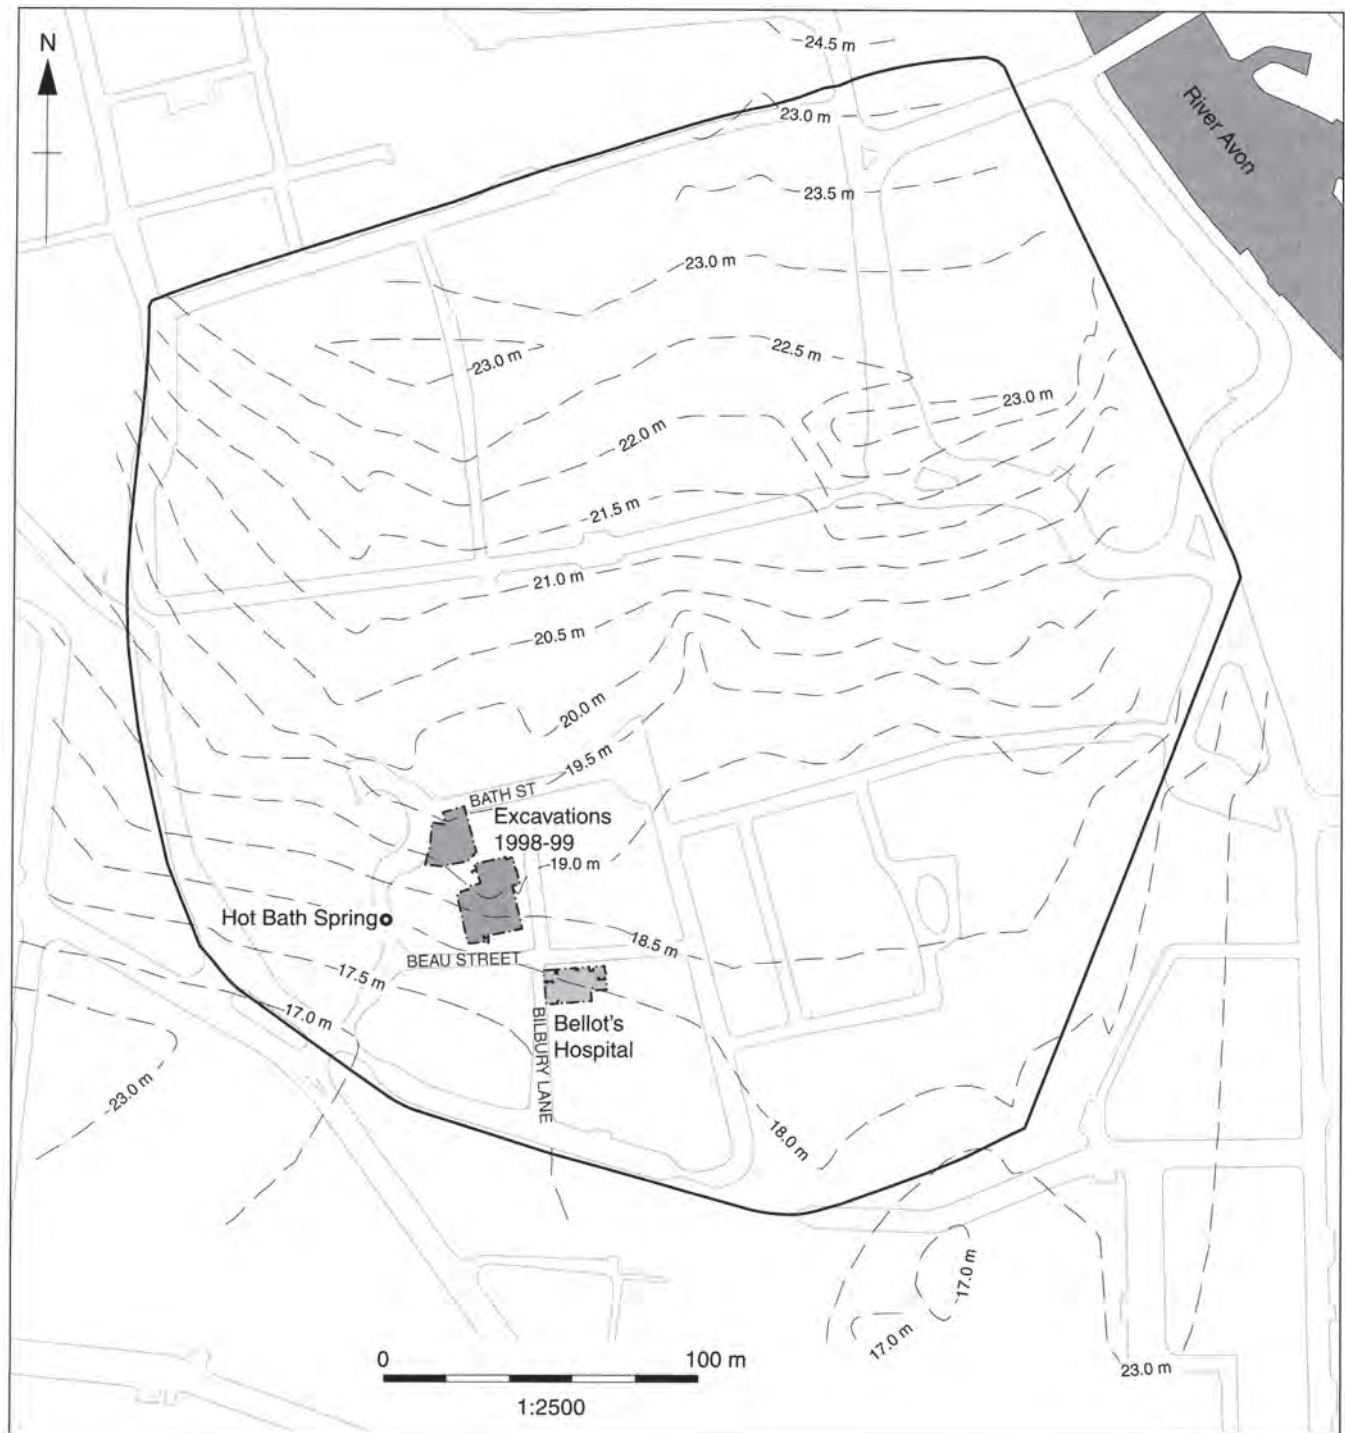 N
-24.5 m
23.0 m
River Avon
23.5 m
-23.0 m
22.5 m
-23.0 m
23.0 m
22.0 m
-21.5 m
21.0 m
-20.5 m
20.0 m
19.5 m
BATH ST
Excavations
1998-99
-19.0 m
Hot Bath Spring
18.5 m
BEAU STREET
17.5 m
-17.0 m
Bellot's
Hospital
BILBURY LANE
-23.0 m
18.0 m
-17.0 m
17.0 m
23.0 m
0 100 m
1:2500